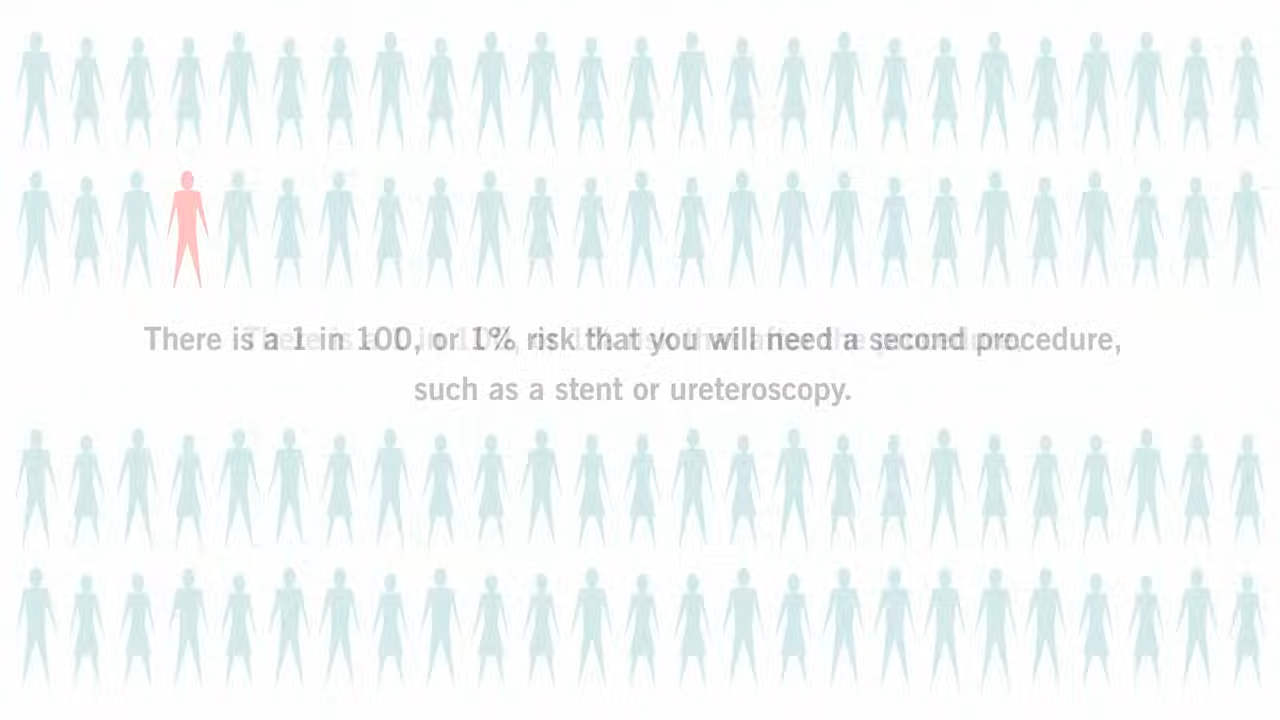 There is a 1 in 100, or 1% risk that you will need a second procedure,
such as a stent or ureteroscopy.